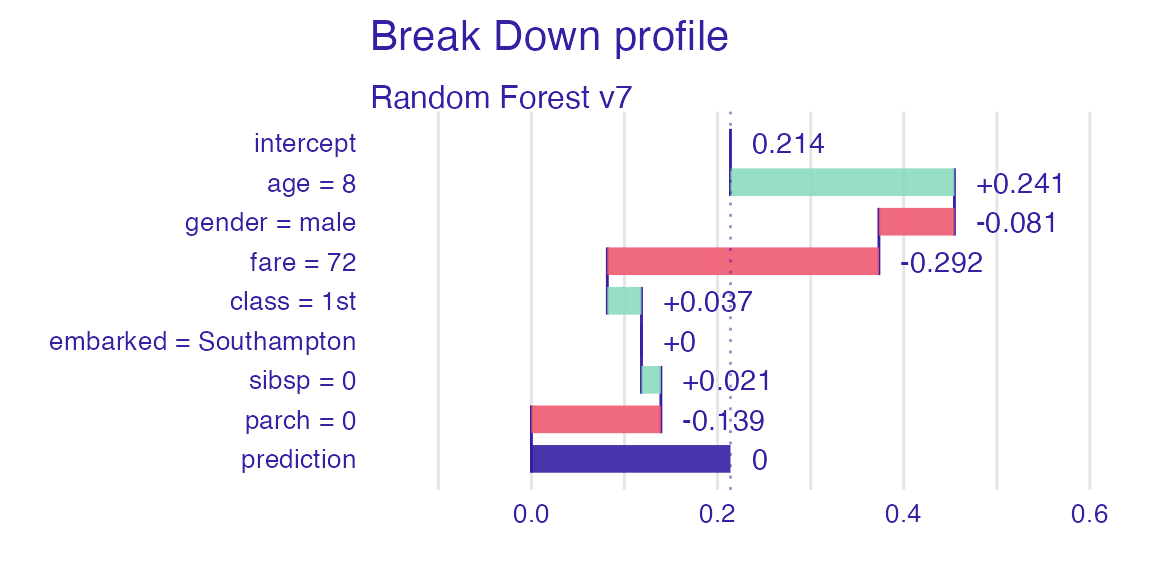 Break Down profile
Random Forest v7
intercept 0.214
age = 8 +0.241
gender = male -0.081
fare = 72 -0.292
class = 1st +0.037
embarked = Southampton +0
sibsp = 0 +0.021
parch = 0 -0.139
prediction 0
0.0 0.2 0.4 0.6